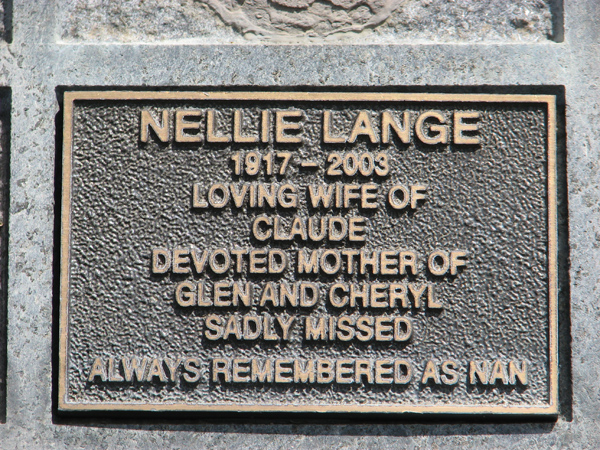 NELLIE LANGE
1917 – 2003
LOVING WIFE OF
CLAUDE
DEVOTED MOTHER OF
GLEN AND CHERYL
SADLY MISSED
ALWAYS REMEMBERED AS NAN